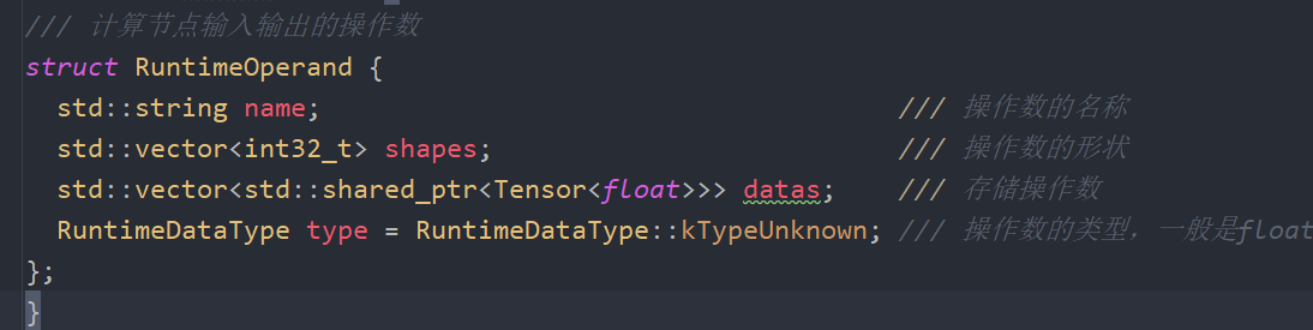 /// 计算节点输入输出的操作数
struct RuntimeOperand {
  std::string name;                                     /// 操作数的名称
  std::vector<int32_t> shapes;                          /// 操作数的形状
  std::vector<std::shared_ptr<Tensor<float>>> datas;    /// 存储操作数
  RuntimeDataType type = RuntimeDataType::kTypeUnknown; /// 操作数的类型，一般是float
};
}